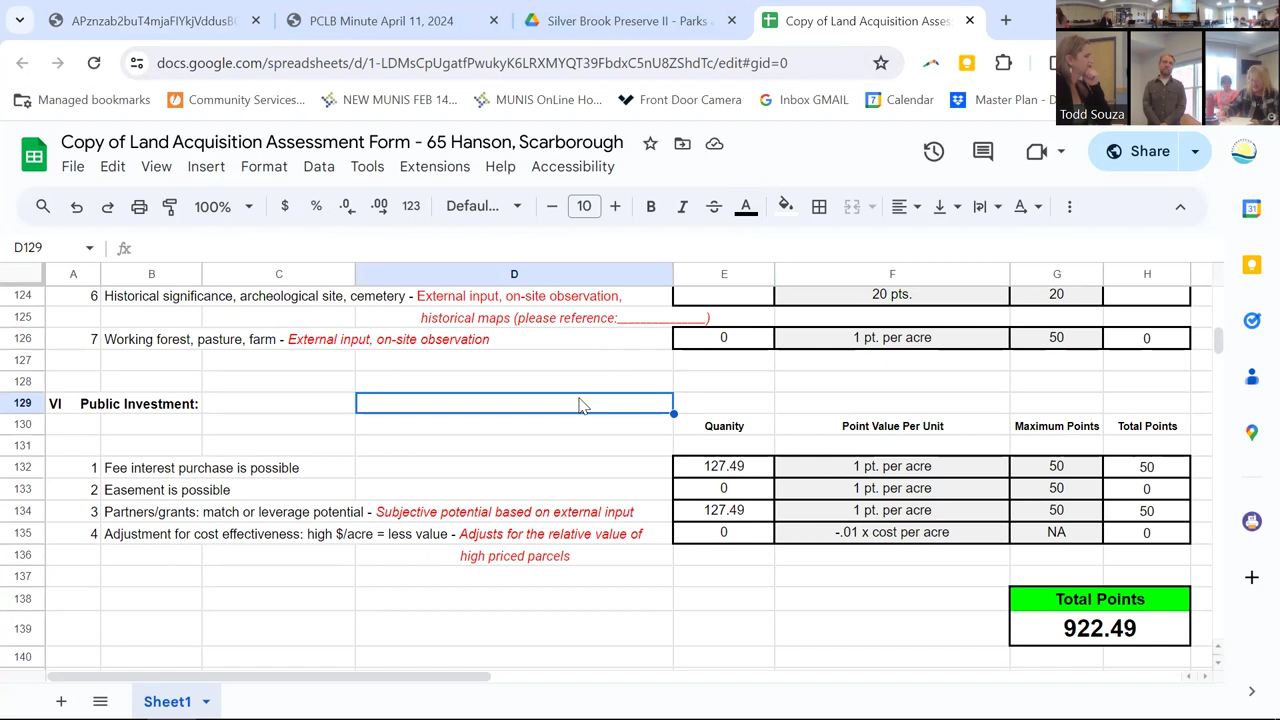 APznzab2buT4mjaFIYkjVddusB
PCLB Minute April 11, 2024
Silver Brook Preserve II - Parks
Copy of Land Acquisition Asses
docs.google.com/spreadsheets/d/1-LDMsCpUgatfPwukyK6LRXMYQT39FbdxC5nU8ZShdTc/edit#gid=0
Managed bookmarks
Community Services...
NEW MUNIS FEB 14...
MUNIS OnLine Ho...
Front Door Camera
Inbox GMAIL
Calendar
Master Plan - D
Todd Souza
Copy of Land Acquisition Assessment Form - 65 Hanson, Scarborough
File Edit View Insert Format Data Tools Extensions Help Accessibility
Share
100% $ % .0 .00 123 Defaul... 10 B I S A
D129 fx
A B C D E F G H
124 6 Historical significance, archeological site, cemetery - External input, on-site observation, 20 pts. 20
125 historical maps (please reference:_____________)
126 7 Working forest, pasture, farm - External input, on-site observation 0 1 pt. per acre 50 0
127
128
129 VI Public Investment:
130 Quanity Point Value Per Unit Maximum Points Total Points
131
132 1 Fee interest purchase is possible 127.49 1 pt. per acre 50 50
133 2 Easement is possible 0 1 pt. per acre 50 0
134 3 Partners/grants: match or leverage potential - Subjective potential based on external input 127.49 1 pt. per acre 50 50
135 4 Adjustment for cost effectiveness: high $/acre = less value - Adjusts for the relative value of 0 -.01 x cost per acre NA 0
136 high priced parcels
137
138 Total Points
139 922.49
140
Sheet1